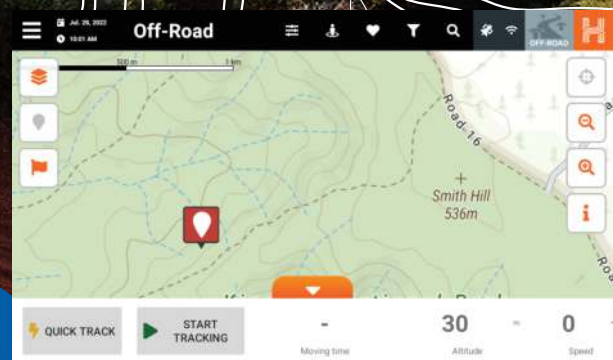 Jul. 26, 2022
10:01 AM
Off-Road
OFF-ROAD
H
500 m
1 km
Road 16
Smith Hill
536m
i
QUICK TRACK
START
TRACKING
-
Moving time
30
m
Altitude
0
Speed